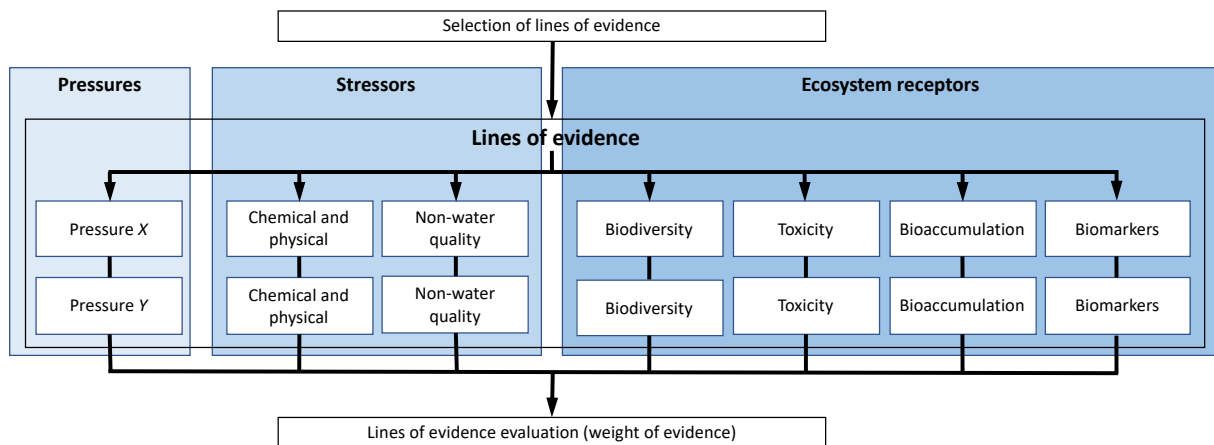 Selection of lines of evidence
Pressures
Stressors
Ecosystem receptors
Lines of evidence
Pressure X
Chemical and
physical
Non-water
quality
Biodiversity
Toxicity
Bioaccumulation
Biomarkers
Pressure Y
Chemical and
physical
Non-water
quality
Biodiversity
Toxicity
Bioaccumulation
Biomarkers
Lines of evidence evaluation (weight of evidence)